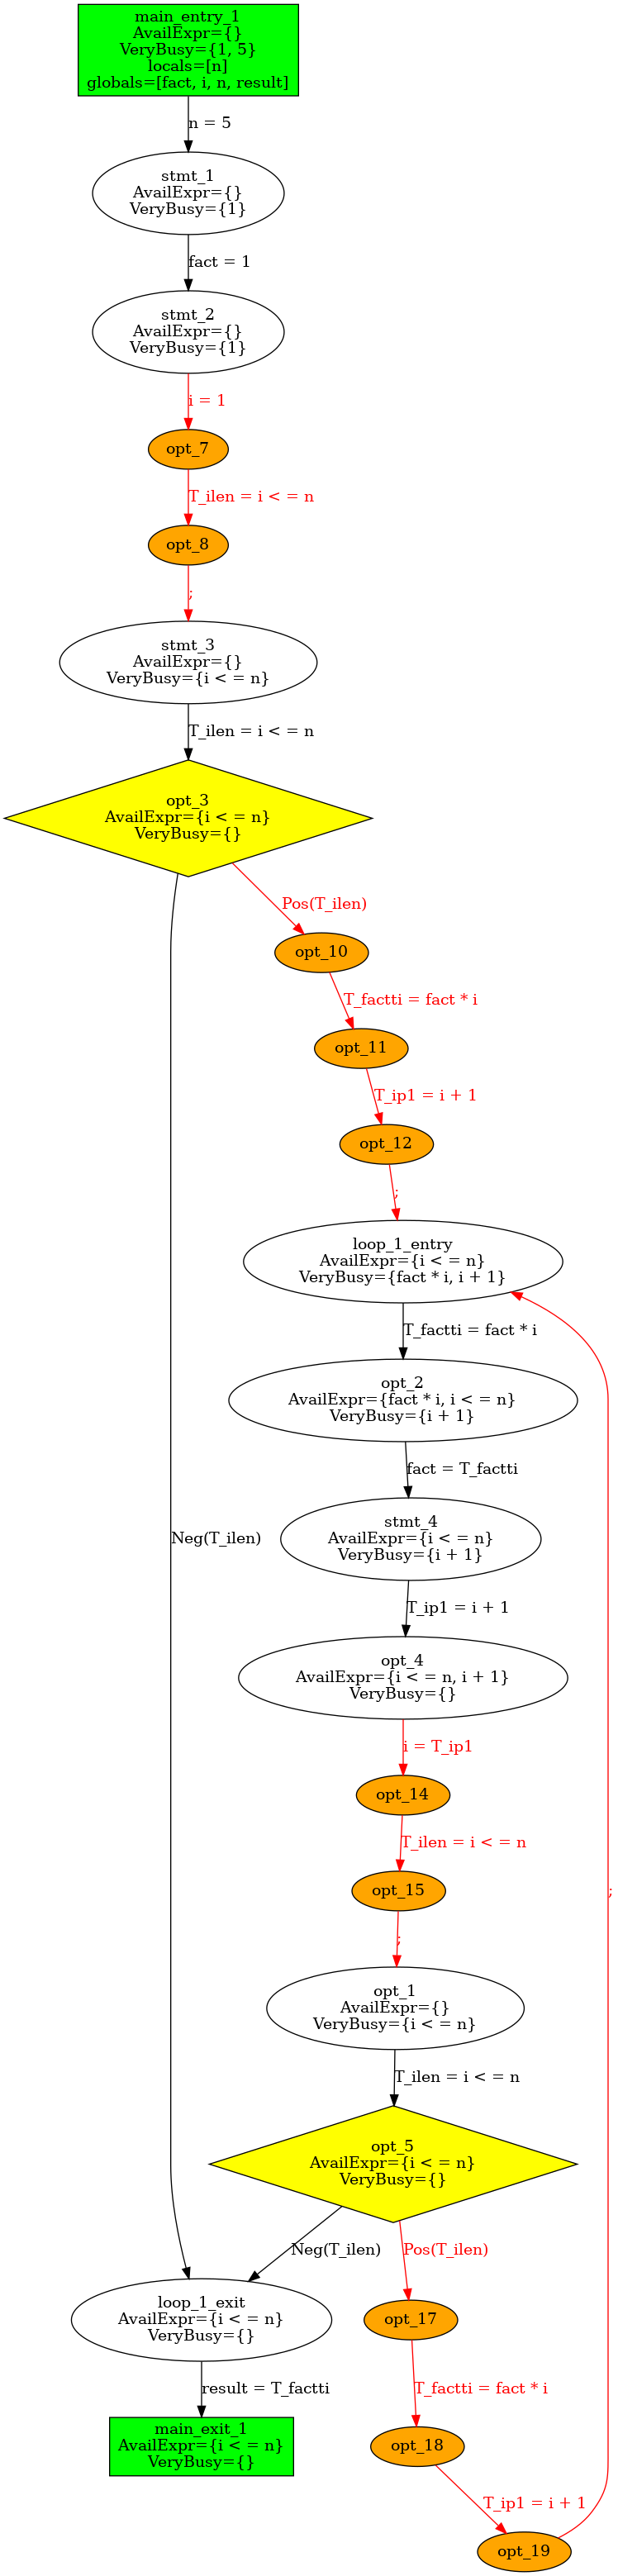 main_entry_1
AvailExpr={}
VeryBusy={1, 5}
locals=[n]
globals=[fact, i, n, result]
n = 5
stmt_1
AvailExpr={}
VeryBusy={1}
fact = 1
stmt_2
AvailExpr={}
VeryBusy={1}
i = 1
opt_7
T_ilen = i < = n
opt_8
;
stmt_3
AvailExpr={}
VeryBusy={i < = n}
T_ilen = i < = n
opt_3
AvailExpr={i < = n}
VeryBusy={}
Pos(T_ilen)
opt_10
T_factti = fact * i
opt_11
T_ip1 = i + 1
opt_12
;
loop_1_entry
AvailExpr={i < = n}
VeryBusy={fact * i, i + 1}
T_factti = fact * i
opt_2
AvailExpr={fact * i, i < = n}
VeryBusy={i + 1}
fact = T_factti
stmt_4
AvailExpr={i < = n}
VeryBusy={i + 1}
Neg(T_ilen)
T_ip1 = i + 1
opt_4
AvailExpr={i < = n, i + 1}
VeryBusy={}
i = T_ip1
opt_14
T_ilen = i < = n
opt_15
;
;
opt_1
AvailExpr={}
VeryBusy={i < = n}
T_ilen = i < = n
opt_5
AvailExpr={i < = n}
VeryBusy={}
Neg(T_ilen)
Pos(T_ilen)
loop_1_exit
AvailExpr={i < = n}
VeryBusy={}
opt_17
result = T_factti
T_factti = fact * i
main_exit_1
AvailExpr={i < = n}
VeryBusy={}
opt_18
T_ip1 = i + 1
opt_19